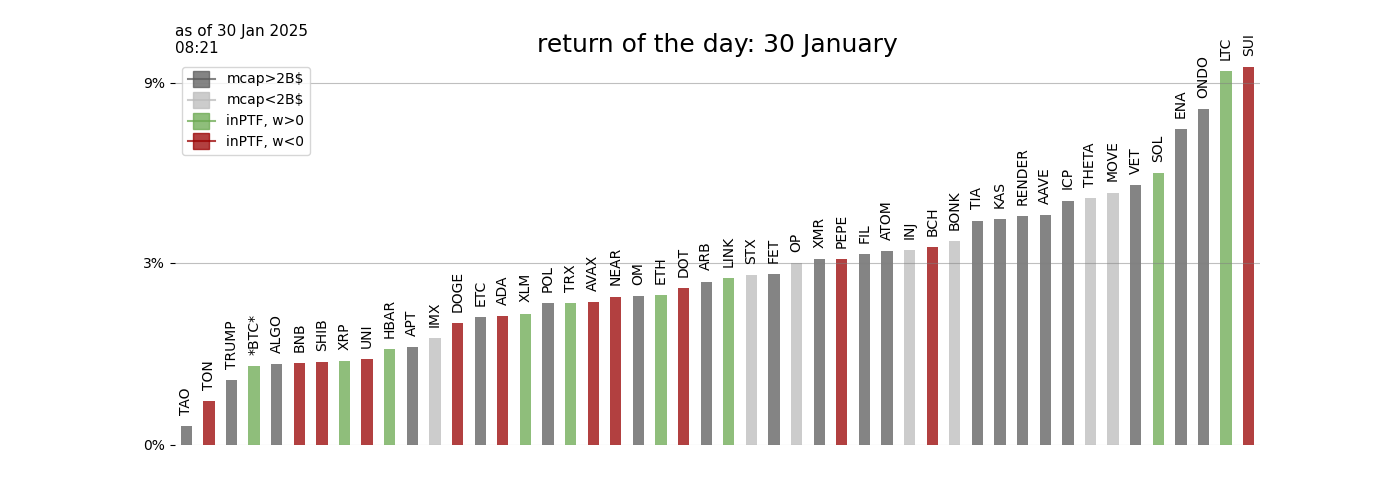 as of 30 Jan 2025
08:21
return of the day: 30 January
9%
3%
0%
mcap>2B$
mcap<2B$
inPTF, w>0
inPTF, w<0
TAO
TON
TRUMP
*BTC*
ALGO
BNB
SHIB
XRP
UNI
HBAR
APT
IMX
DOGE
ETC
ADA
XLM
POL
TRX
AVAX
NEAR
OM
ETH
DOT
ARB
LINK
STX
FET
OP
XMR
PEPE
FIL
ATOM
INJ
BCH
BONK
TIA
KAS
RENDER
AAVE
ICP
THETA
MOVE
VET
SOL
ENA
ONDO
LTC
SUI